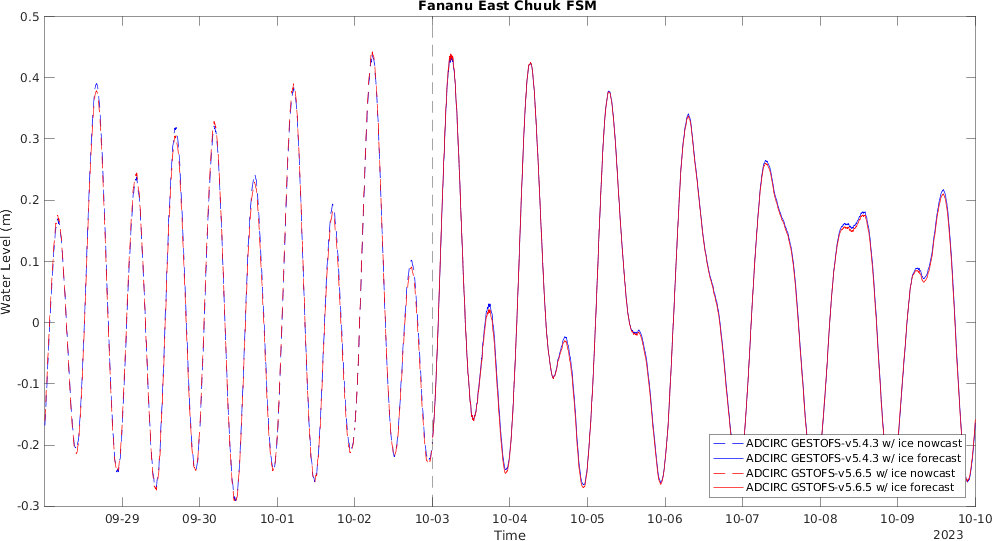 Fananu East Chuuk FSM
0.5
0.4
0.3
0.2
0.1
0
-0.1
-0.2
-0.3
Water Level (m)
ADCIRC GESTOFS-v5.4.3 w/ ice nowcast
ADCIRC GESTOFS-v5.4.3 w/ ice forecast
ADCIRC GSTOFS-v5.6.5 w/ ice nowcast
ADCIRC GSTOFS-v5.6.5 w/ ice forecast
09-29 09-30 10-01 10-02 10-03 10-04 10-05 10-06 10-07 10-08 10-09 10-10
Time
2023